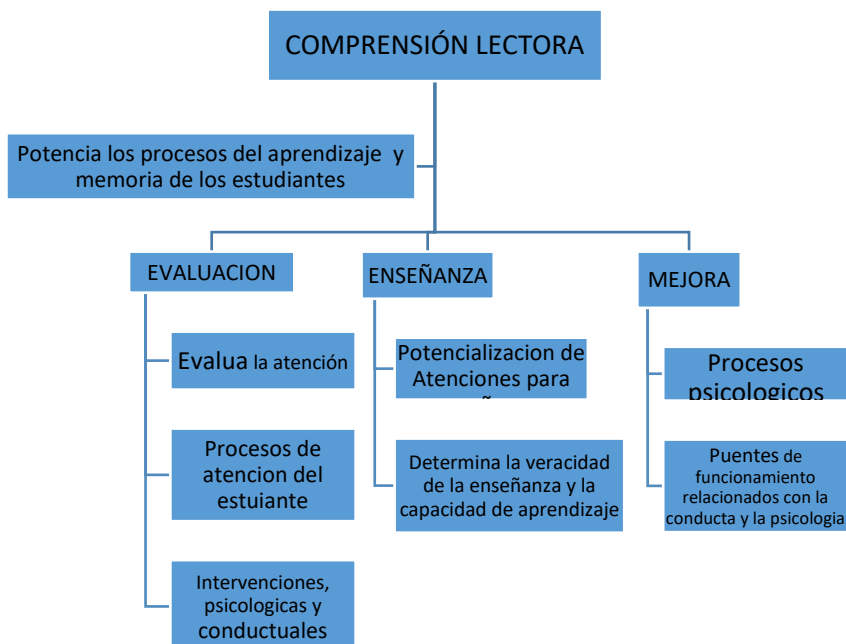 COMPRENSIÓN LECTORA
Potencia los procesos del aprendizaje y
memoria de los estudiantes
EVALUACION
Evalua la atención
Procesos de
atencion del
estuiante
Intervenciones,
psicologicas y
conductuales
ENSEÑANZA
Potencializacion de
Atenciones para
Determina la veracidad
de la enseñanza y la
capacidad de aprendizaje
MEJORA
Procesos
psicologicos
Puentes de
funcionamiento
relacionados con la
conducta y la psicologia